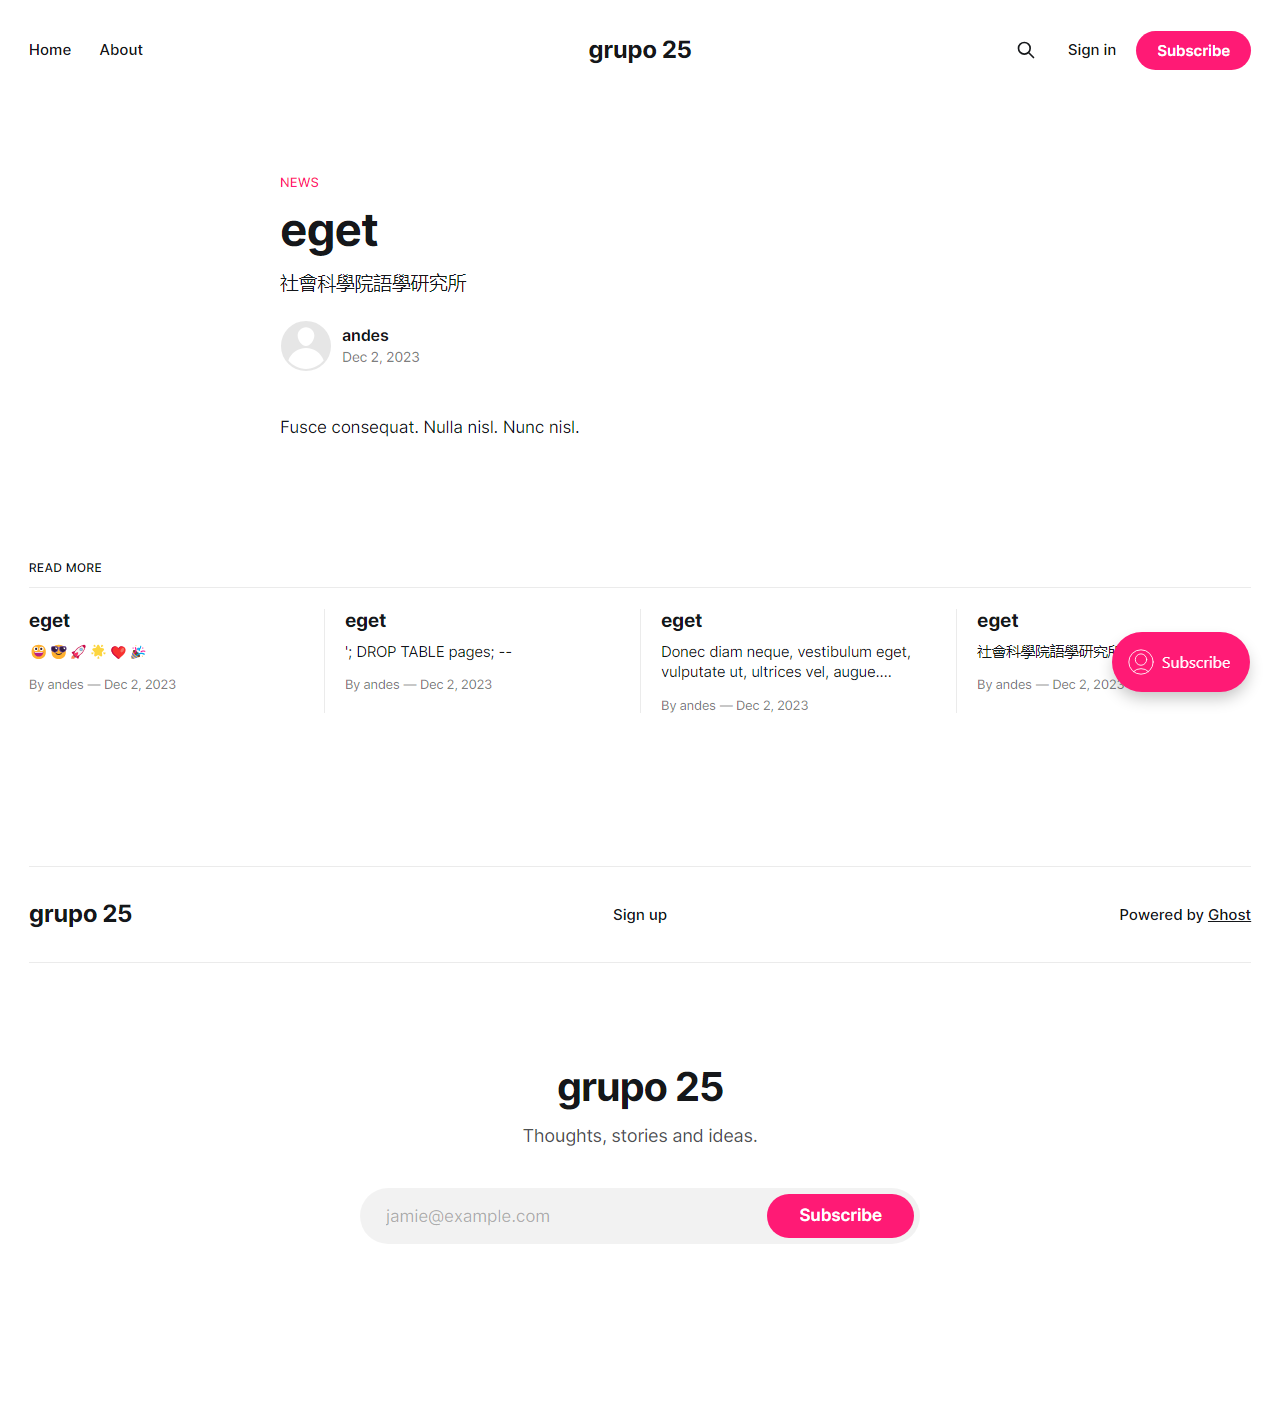 Home About grupo 25 Sign in Subscribe
NEWS
eget
社會科學院語學研究所
andes
Dec 2, 2023
Fusce consequat. Nulla nisl. Nunc nisl.
READ MORE
eget
🤪 😎 🚀 🌟 ❤️ 🎉
By andes — Dec 2, 2023
eget
'; DROP TABLE pages; --
By andes — Dec 2, 2023
eget
Donec diam neque, vestibulum eget,
vulputate ut, ultrices vel, augue....
By andes — Dec 2, 2023
eget
社會科學院語學研究所
By andes — Dec 2, 2023
Subscribe
grupo 25 Sign up Powered by Ghost
grupo 25
Thoughts, stories and ideas.
jamie@example.com Subscribe